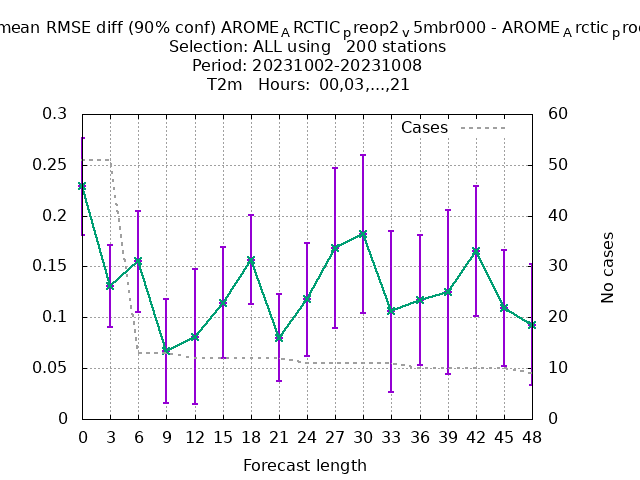 mean RMSE diff (90% conf) AROME_ARCTIC_preop2_v5mbr000 - AROME_Arctic_pro
Selection: ALL using   200 stations
Period: 20231002-20231008
T2m   Hours:  00,03,...,21
0.3 60
Cases
0.25 50
0.2 40
0.15 30
No cases
0.1 20
0.05 10
0 0
0 3 6 9 12 15 18 21 24 27 30 33 36 39 42 45 48
Forecast length